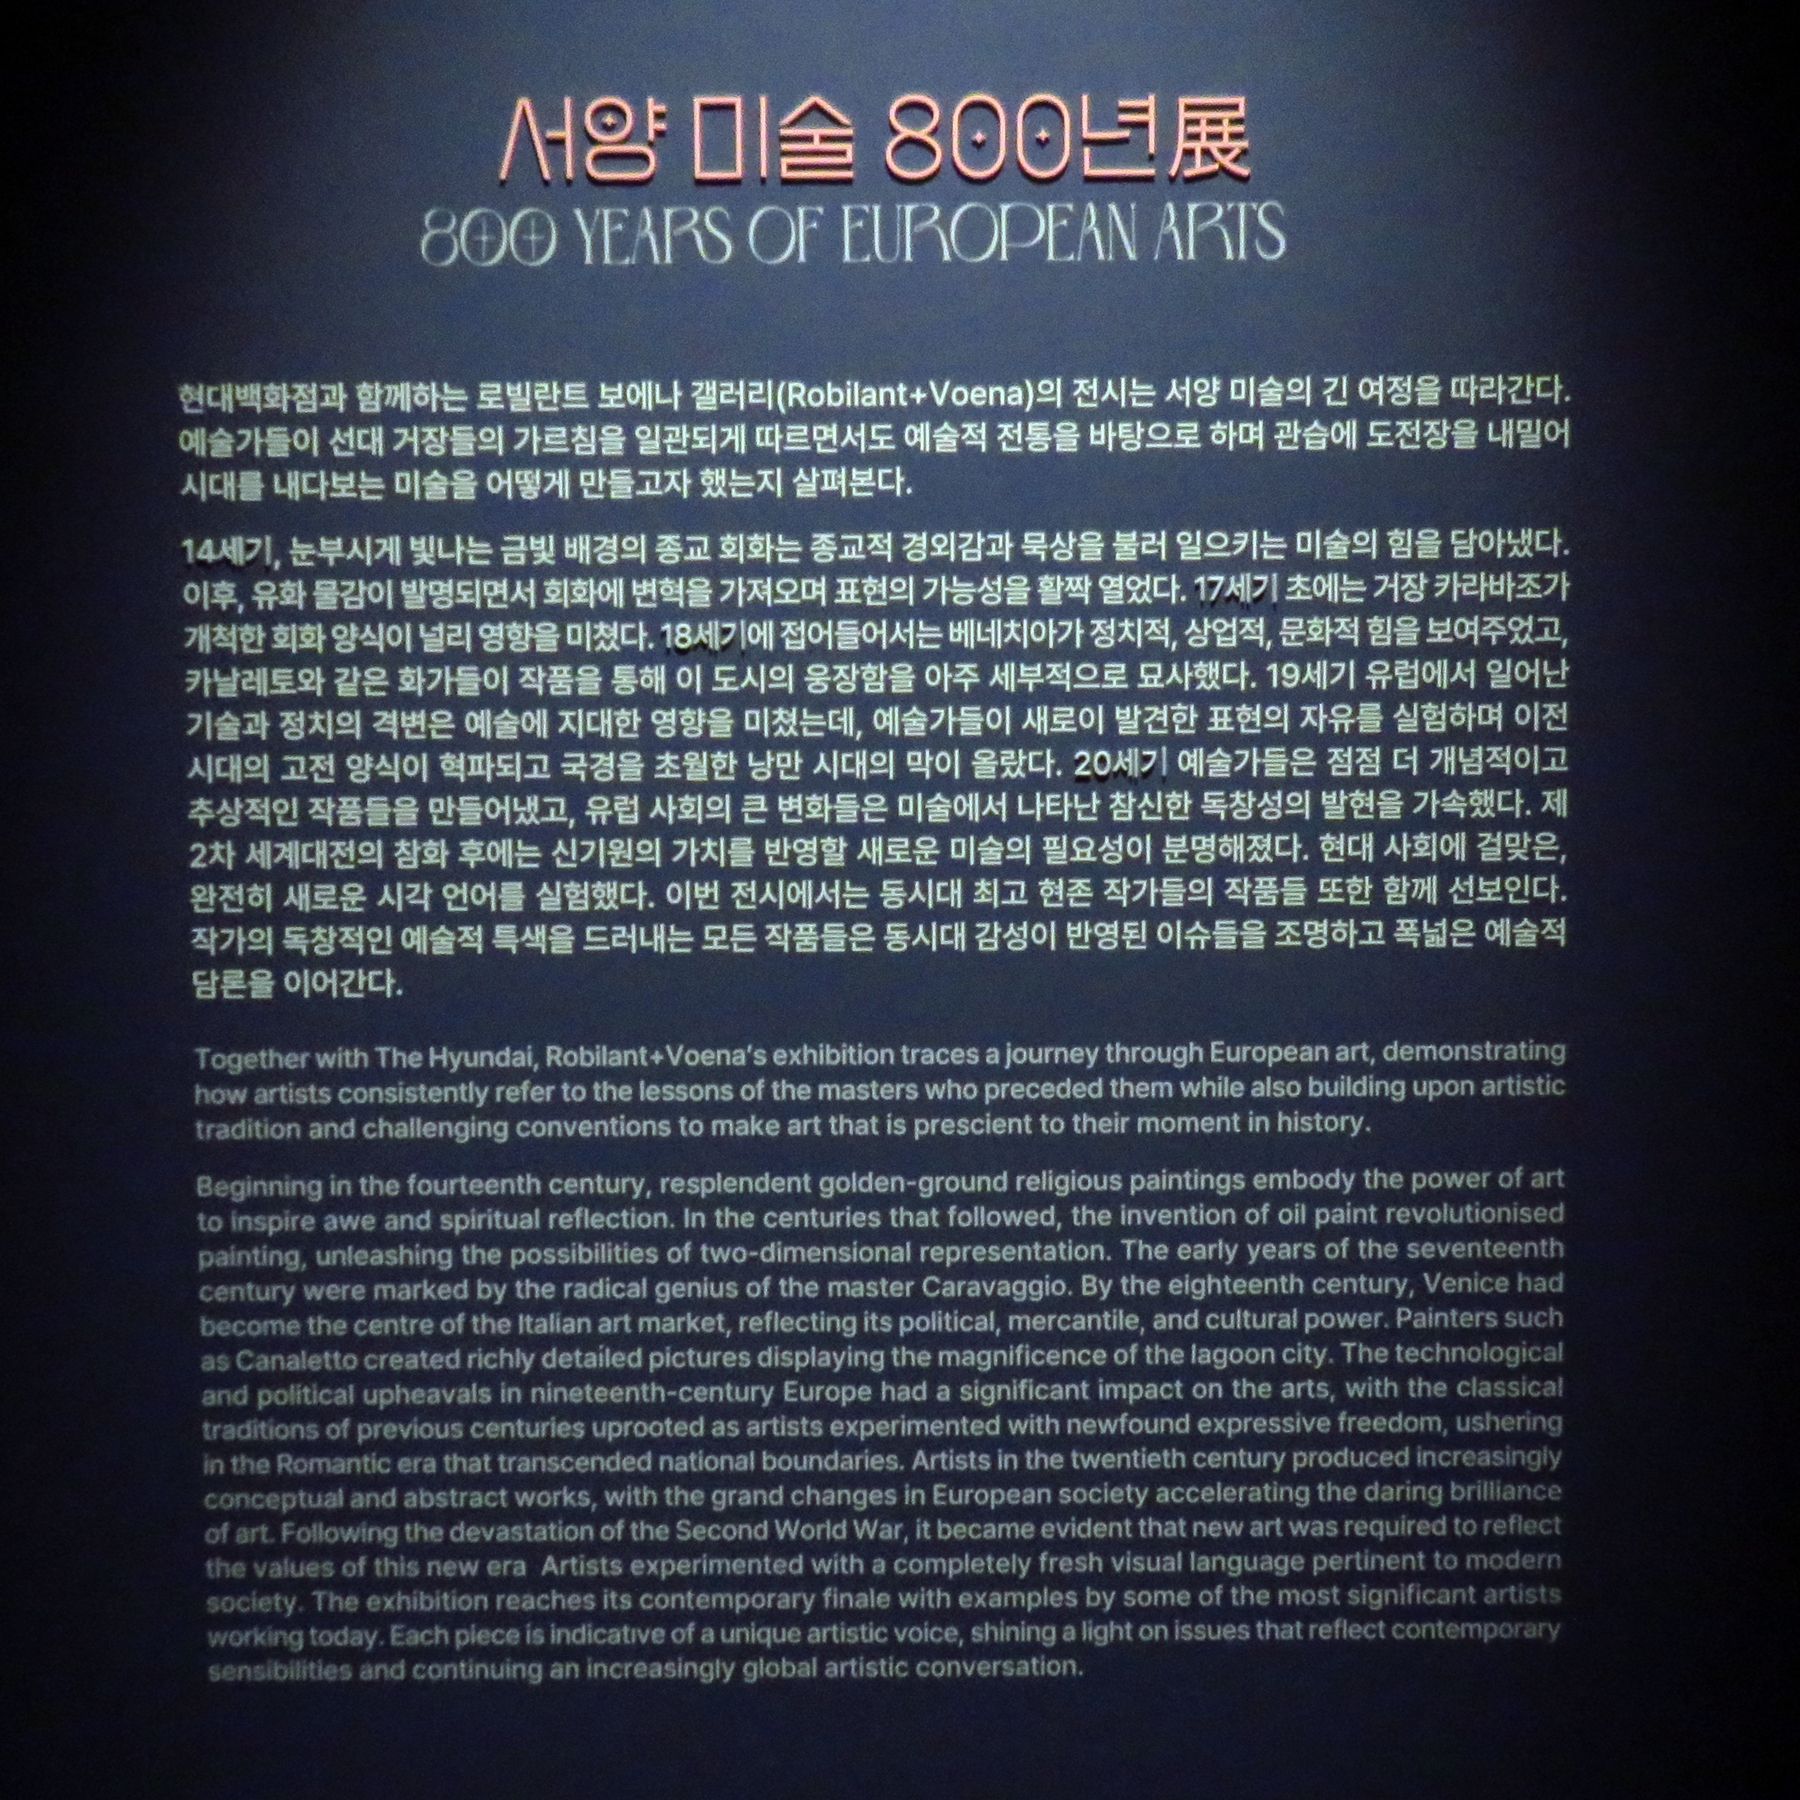 서양 미술 800년展
800 YEARS OF EUROPEAN ARTS
현대백화점과 함께하는 로빌란트 보에나 갤러리(Robilant+Voena)의 전시는 서양 미술의 긴 여정을 따라간다.
예술가들이 선대 거장들의 가르침을 일관되게 따르면서도 예술적 전통을 바탕으로 하며 관습에 도전장을 내밀어
시대를 내다보는 미술을 어떻게 만들고자 했는지 살펴본다.
14세기, 눈부시게 빛나는 금빛 배경의 종교 회화는 종교적 경외감과 묵상을 불러 일으키는 미술의 힘을 담아냈다.
이후, 유화 물감이 발명되면서 회화에 변혁을 가져오며 표현의 가능성을 활짝 열었다. 17세기 초에는 거장 카라바조가
개척한 회화 양식이 널리 영향을 미쳤다. 18세기에 접어들어서는 베네치아가 정치적, 상업적, 문화적 힘을 보여주었고,
카날레토와 같은 화가들이 작품을 통해 이 도시의 웅장함을 아주 세부적으로 묘사했다. 19세기 유럽에서 일어난
기술과 정치의 격변은 예술에 지대한 영향을 미쳤는데, 예술가들이 새로이 발견한 표현의 자유를 실험하며 이전
시대의 고전 양식이 혁파되고 국경을 초월한 낭만 시대의 막이 올랐다. 20세기 예술가들은 점점 더 개념적이고
추상적인 작품들을 만들어냈고, 유럽 사회의 큰 변화들은 미술에서 나타난 참신한 독창성의 발현을 가속했다. 제
2차 세계대전의 참화 후에는 신기원의 가치를 반영할 새로운 미술의 필요성이 분명해졌다. 현대 사회에 걸맞은,
완전히 새로운 시각 언어를 실험했다. 이번 전시에서는 동시대 최고 현존 작가들의 작품들 또한 함께 선보인다.
작가의 독창적인 예술적 특색을 드러내는 모든 작품들은 동시대 감성이 반영된 이슈들을 조명하고 폭넓은 예술적
담론을 이어간다.
Together with The Hyundai, Robilant+Voena's exhibition traces a journey through European art, demonstrating
how artists consistently refer to the lessons of the masters who preceded them while also building upon artistic
tradition and challenging conventions to make art that is prescient to their moment in history.
Beginning in the fourteenth century, resplendent golden-ground religious paintings embody the power of art
to inspire awe and spiritual reflection. In the centuries that followed, the invention of oil paint revolutionised
painting, unleashing the possibilities of two-dimensional representation. The early years of the seventeenth
century were marked by the radical genius of the master Caravaggio. By the eighteenth century, Venice had
become the centre of the Italian art market, reflecting its political, mercantile, and cultural power. Painters such
as Canaletto created richly detailed pictures displaying the magnificence of the lagoon city. The technological
and political upheavals in nineteenth-century Europe had a significant impact on the arts, with the classical
traditions of previous centuries uprooted as artists experimented with newfound expressive freedom, ushering
in the Romantic era that transcended national boundaries. Artists in the twentieth century produced increasingly
conceptual and abstract works, with the grand changes in European society accelerating the daring brilliance
of art. Following the devastation of the Second World War, it became evident that new art was required to reflect
the values of this new era  Artists experimented with a completely fresh visual language pertinent to modern
society. The exhibition reaches its contemporary finale with examples by some of the most significant artists
working today. Each piece is indicative of a unique artistic voice, shining a light on issues that reflect contemporary
sensibilities and continuing an increasingly global artistic conversation.